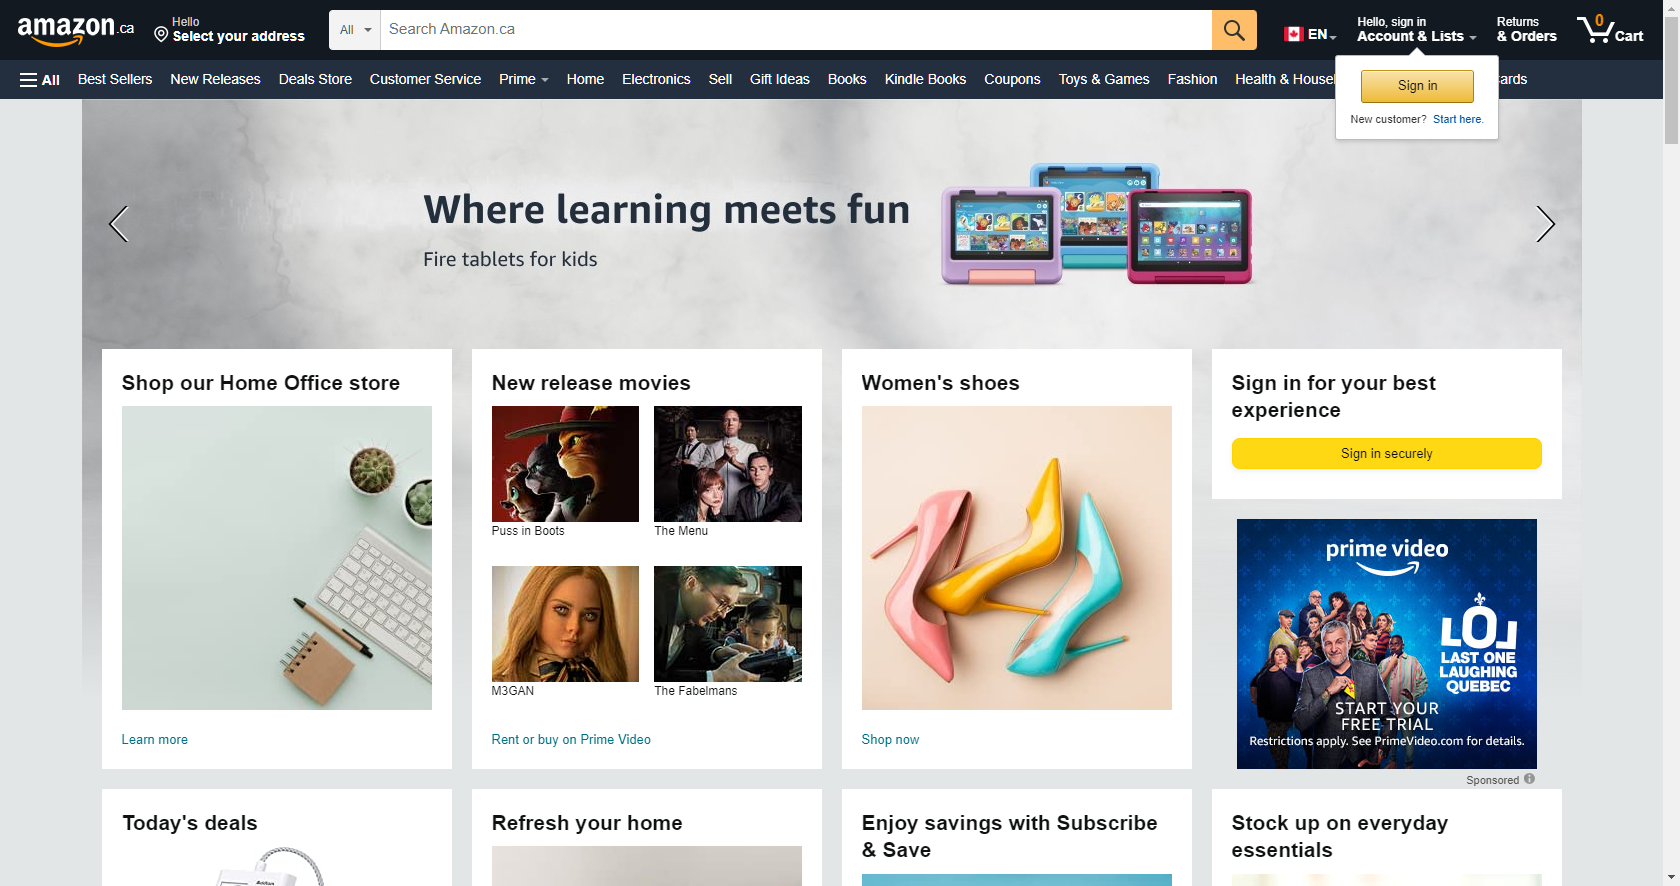 amazon.ca
Hello
Select your address
All
Search Amazon.ca
EN
Hello, sign in
Account & Lists
Returns
& Orders
0
Cart
All
Best Sellers
New Releases
Deals Store
Customer Service
Prime
Home
Electronics
Sell
Gift Ideas
Books
Kindle Books
Coupons
Toys & Games
Fashion
Health & Househ
ards
Sign in
New customer? Start here.
Where learning meets fun
Fire tablets for kids
Shop our Home Office store
Learn more
New release movies
Puss in Boots
The Menu
M3GAN
The Fabelmans
Rent or buy on Prime Video
Women's shoes
Shop now
Sign in for your best
experience
Sign in securely
prime video
LOL
LAST ONE
LAUGHING
QUEBEC
START YOUR
FREE TRIAL
Restrictions apply. See PrimeVideo.com for details.
Sponsored
Today's deals
Refresh your home
Enjoy savings with Subscribe
& Save
Stock up on everyday
essentials